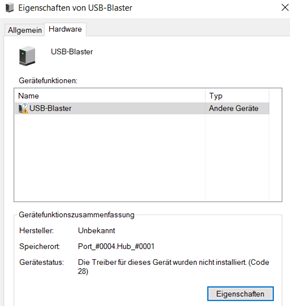 Eigenschaften von USB-Blaster
Allgemein Hardware
USB-Blaster
Gerätefunktionen:
Name Typ
USB-Blaster Andere Geräte
Gerätefunktionszusammenfassung
Hersteller: Unbekannt
Speicherort: Port_#0004.Hub_#0001
Gerätestatus: Die Treiber für dieses Gerät wurden nicht installiert. (Code
28)
Eigenschaften